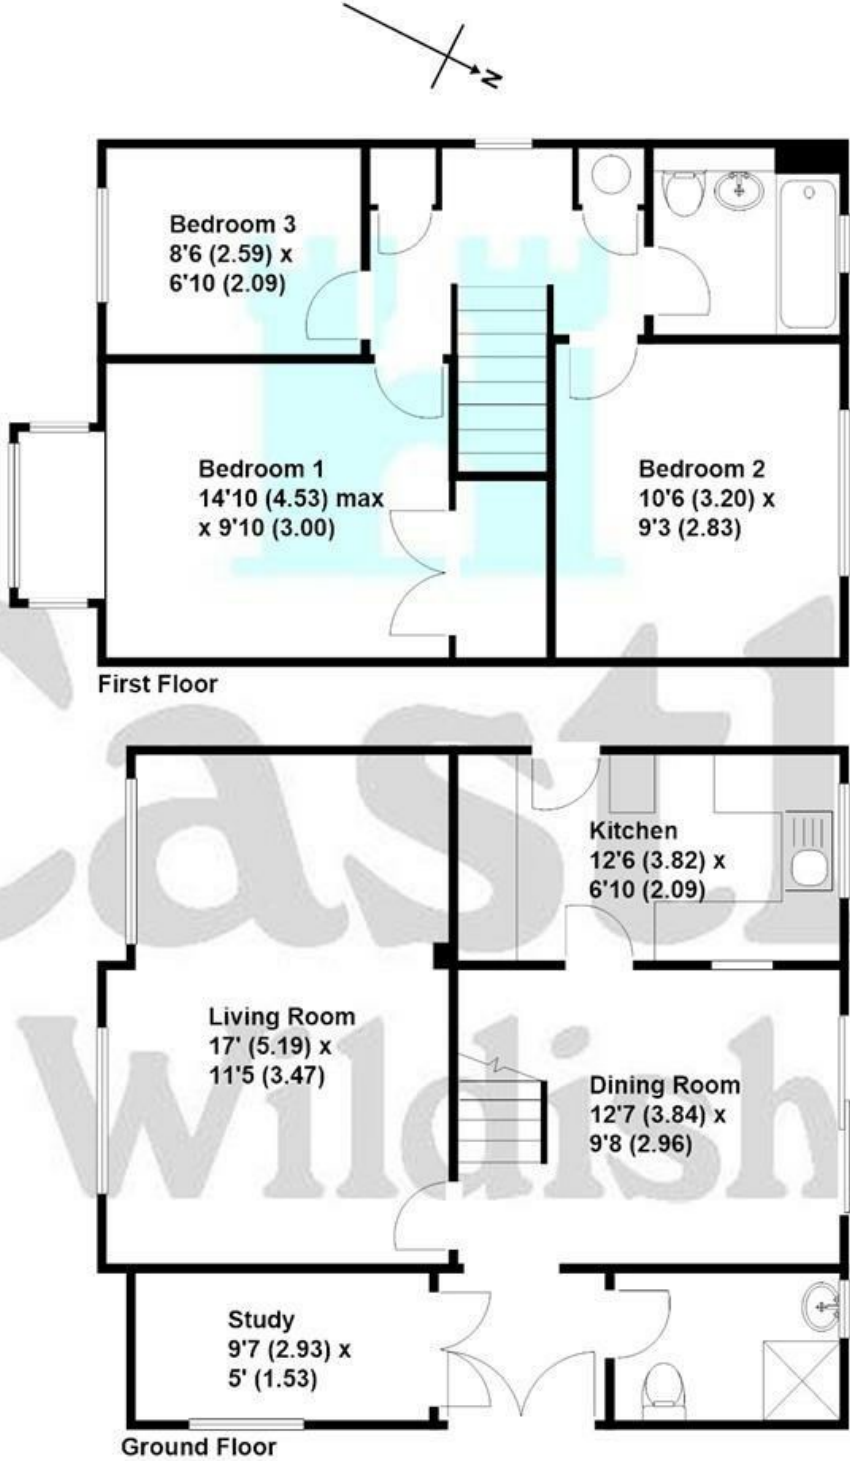 N
Bedroom 3
8'6 (2.59) x
6'10 (2.09)
Bedroom 1
14'10 (4.53) max
x 9'10 (3.00)
Bedroom 2
10'6 (3.20) x
9'3 (2.83)
First Floor
Castl
Kitchen
12'6 (3.82) x
6'10 (2.09)
Living Room
17' (5.19) x
11'5 (3.47)
Wildish
Dining Room
12'7 (3.84) x
9'8 (2.96)
Study
9'7 (2.93) x
5' (1.53)
Ground Floor